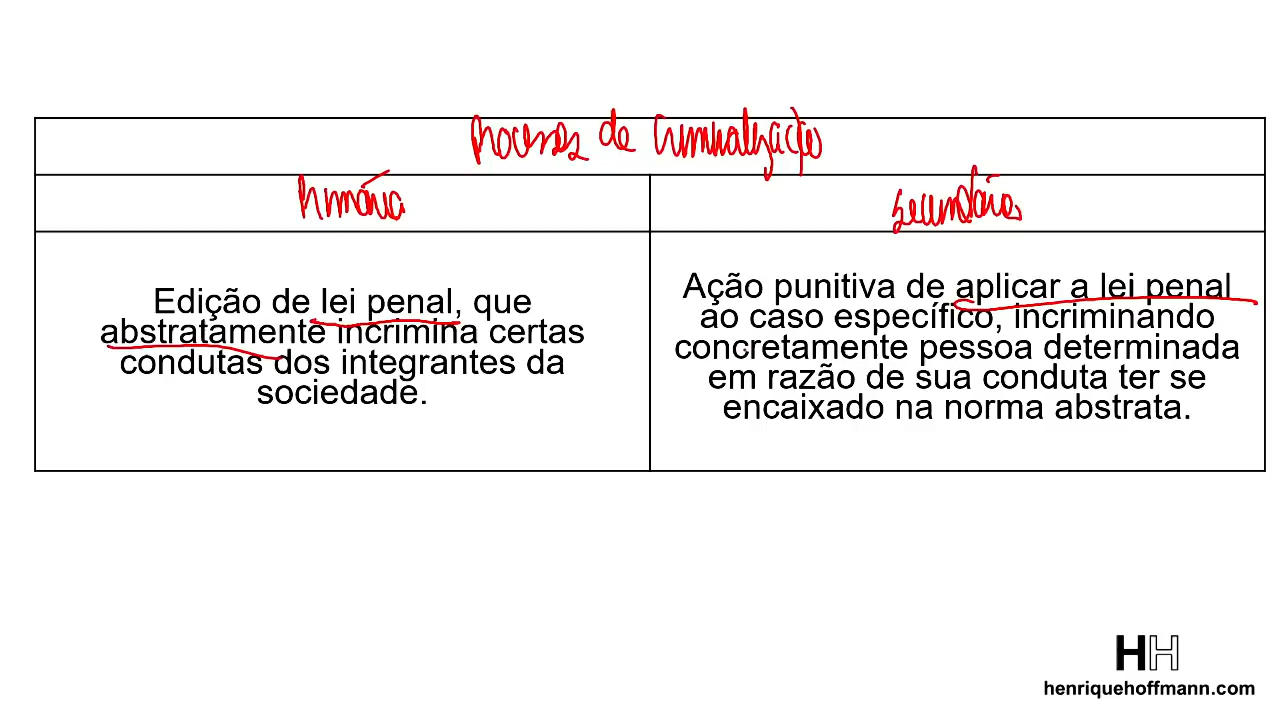 Processos de Criminalização
Primária
Secundária
Edição de lei penal, que
abstratamente incrimina certas
condutas dos integrantes da
sociedade.
Ação punitiva de aplicar a lei penal
ao caso específico, incriminando
concretamente pessoa determinada
em razão de sua conduta ter se
encaixado na norma abstrata.
HH
henriquehoffmann.com